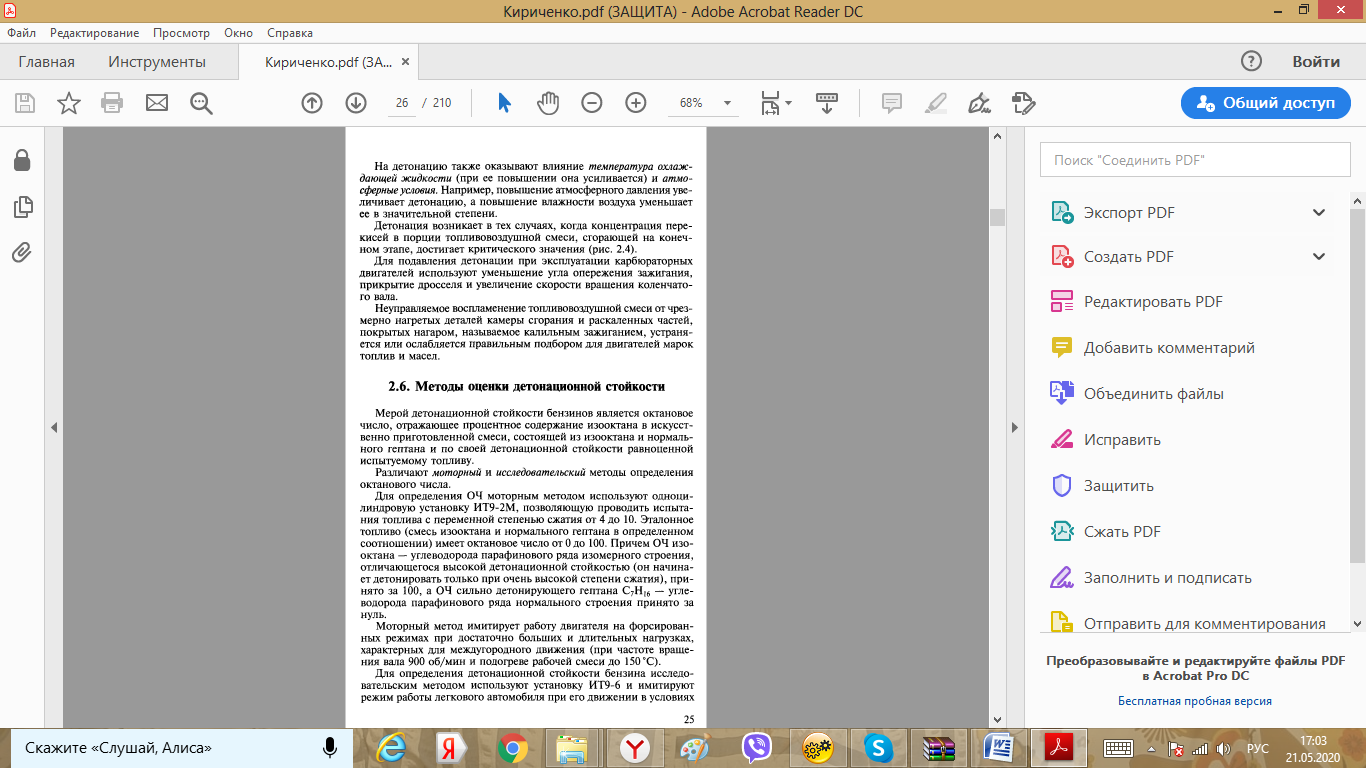 Кириченко.pdf (ЗАЩИТА) - Adobe Acrobat Reader DC
Файл Редактирование Просмотр Окно Справка
Главная Инструменты Кириченко.pdf (ЗА... × Войти
26 / 210 68% Общий доступ
На детонацию также оказывают влияние температура охлаж-
дающей жидкости (при ее повышении она усиливается) и атмо-
сферные условия. Например, повышение атмосферного давления уве-
личивает детонацию, а повышение влажности воздуха уменьшает
ее в значительной степени.
Детонация возникает в тех случаях, когда концентрация пере-
кисей в порции топливовоздушной смеси, сгорающей на конеч-
ном этапе, достигает критического значения (рис. 2.4).
Для подавления детонации при эксплуатации карбюраторных
двигателей используют уменьшение угла опережения зажигания,
прикрытие дросселя и увеличение скорости вращения коленчато-
го вала.
Неуправляемое воспламенение топливовоздушной смеси от чрез-
мерно нагретых деталей камеры сгорания и раскаленных частей,
покрытых нагаром, называемое калильным зажиганием, устраня-
ется или ослабляется правильным подбором для двигателей марок
топлив и масел.
2.6. Методы оценки детонационной стойкости
Мерой детонационной стойкости бензинов является октановое
число, отражающее процентное содержание изооктана в искусст-
венно приготовленной смеси, состоящей из изооктана и нормаль-
ного гептана и по своей детонационной стойкости равноценной
испытуемому топливу.
Различают моторный и исследовательский методы определения
октанового числа.
Для определения ОЧ моторным методом используют одноци-
линдровую установку ИТ9-2М, позволяющую проводить испыта-
ния топлива с переменной степенью сжатия от 4 до 10. Эталонное
топливо (смесь изооктана и нормального гептана в определенном
соотношении) имеет октановое число от 0 до 100. Причем ОЧ изо-
октана — углеводорода парафинового ряда изомерного строения,
отличающегося высокой детонационной стойкостью (он начина-
ет детонировать только при очень высокой степени сжатия), при-
нято за 100, а ОЧ сильно детонирующего гептана C₇H₁₆ — угле-
водорода парафинового ряда нормального строения принято за
нуль.
Моторный метод имитирует работу двигателя на форсирован-
ных режимах при достаточно больших и длительных нагрузках,
характерных для междугородного движения (при частоте враще-
ния вала 900 об/мин и подогреве рабочей смеси до 150 °С).
Для определения детонационной стойкости бензина исследо-
вательским методом используют установку ИТ9-6 и имитируют
режим работы легкового автомобиля при его движении в условиях
25
Поиск "Соединить PDF"
Экспорт PDF
Создать PDF
Редактировать PDF
Добавить комментарий
Объединить файлы
Исправить
Защитить
Сжать PDF
Заполнить и подписать
Отправить для комментирования
Преобразовывайте и редактируйте файлы PDF
в Acrobat Pro DC
Бесплатная пробная версия
Скажите «Слушай, Алиса» РУС 17:03
21.05.2020